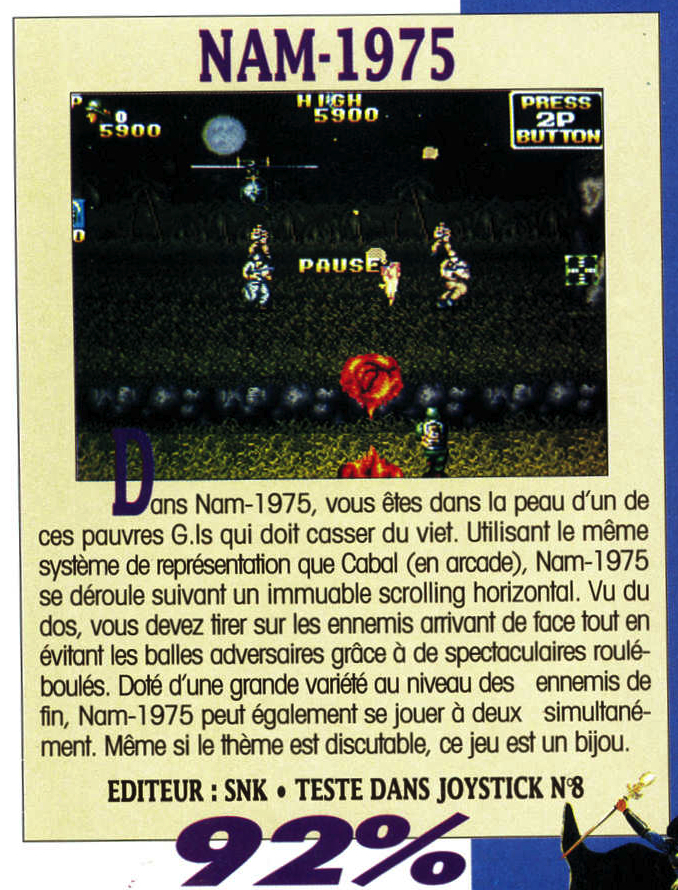 NAM-1975
P
0
5900
HIGH
5900
PRESS
2P
BUTTON
0
PAUSE
Dans Nam-1975, vous êtes dans la peau d'un de
ces pauvres G.Is qui doit casser du viet. Utilisant le même
système de représentation que Cabal (en arcade), Nam-1975
se déroule suivant un immuable scrolling horizontal. Vu du
dos, vous devez tirer sur les ennemis arrivant de face tout en
évitant les balles adversaires grâce à de spectaculaires roulé-
boulés. Doté d'une grande variété au niveau des ennemis de
fin, Nam-1975 peut également se jouer à deux simultané-
ment. Même si le thème est discutable, ce jeu est un bijou.
EDITEUR : SNK • TESTE DANS JOYSTICK N°8
92%